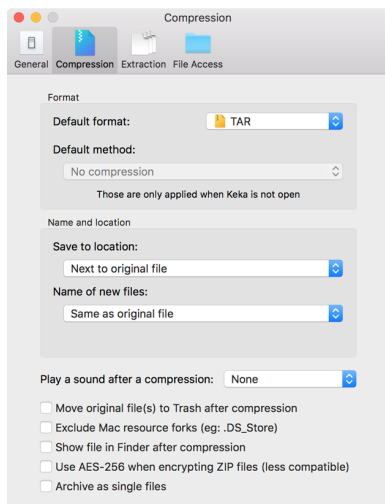 Compression
General Compression Extraction File Access
Format
Default format: TAR
Default method:
No compression
Those are only applied when Keka is not open
Name and location
Save to location:
Next to original file
Name of new files:
Same as original file
Play a sound after a compression: None
Move original file(s) to Trash after compression
Exclude Mac resource forks (eg: .DS_Store)
Show file in Finder after compression
Use AES-256 when encrypting ZIP files (less compatible)
Archive as single files